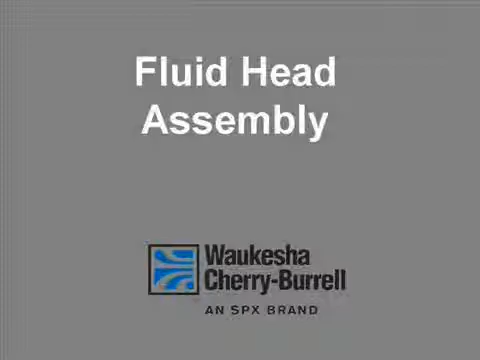 Fluid Head
Assembly
Waukesha
Cherry-Burrell
AN SPX BRAND